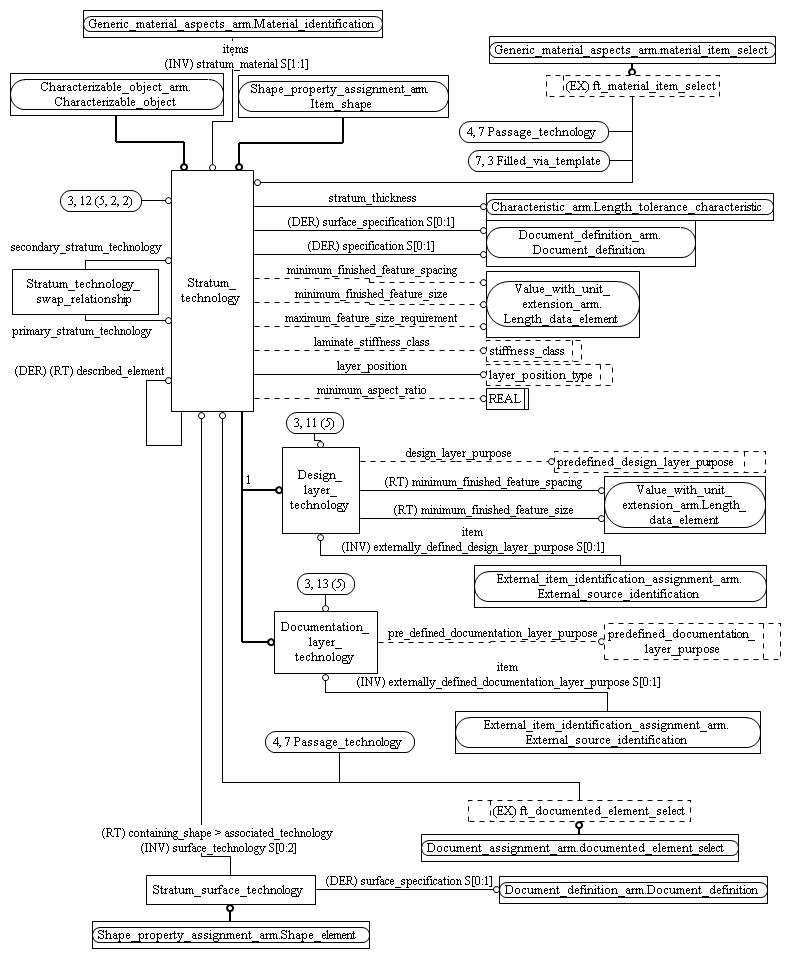 Generic_material_aspects_arm.Material_identification
items
(INV) stratum_material S[1:1]
Generic_material_aspects_arm.material_item_select
(EX) ft_material_item_select
Characterizable_object_arm.
Characterizable_object
Shape_property_assignment_arm.
Item_shape
4, 7 Passage_technology
7, 3 Filled_via_template
3, 12 (5, 2, 2)
stratum_thickness
Characteristic_arm.Length_tolerance_characteristic
(DER) surface_specification S[0:1]
Document_definition_arm.
Document_definition
(DER) specification S[0:1]
secondary_stratum_technology
Stratum_technology_
swap_relationship
primary_stratum_technology
Stratum_
technology
minimum_finished_feature_spacing
minimum_finished_feature_size
maximum_feature_size_requirement
Value_with_unit_
extension_arm.
Length_data_element
laminate_stiffness_class
stiffness_class
(DER) (RT) described_element
layer_position
layer_position_type
minimum_aspect_ratio
REAL
3, 11 (5)
1
Design_
layer_
technology
design_layer_purpose
predefined_design_layer_purpose
(RT) minimum_finished_feature_spacing
(RT) minimum_finished_feature_size
Value_with_unit_
extension_arm.Length_
data_element
item
(INV) externally_defined_design_layer_purpose S[0:1]
External_item_identification_assignment_arm.
External_source_identification
3, 13 (5)
Documentation_
layer_
technology
pre_defined_documentation_layer_purpose
predefined_documentation_
layer_purpose
item
(INV) externally_defined_documentation_layer_purpose S[0:1]
External_item_identification_assignment_arm.
External_source_identification
4, 7 Passage_technology
(EX) ft_documented_element_select
Document_assignment_arm.documented_element_select
(RT) containing_shape > associated_technology
(INV) surface_technology S[0:2]
Stratum_surface_technology
(DER) surface_specification S[0:1]
Document_definition_arm.Document_definition
Shape_property_assignment_arm.Shape_element